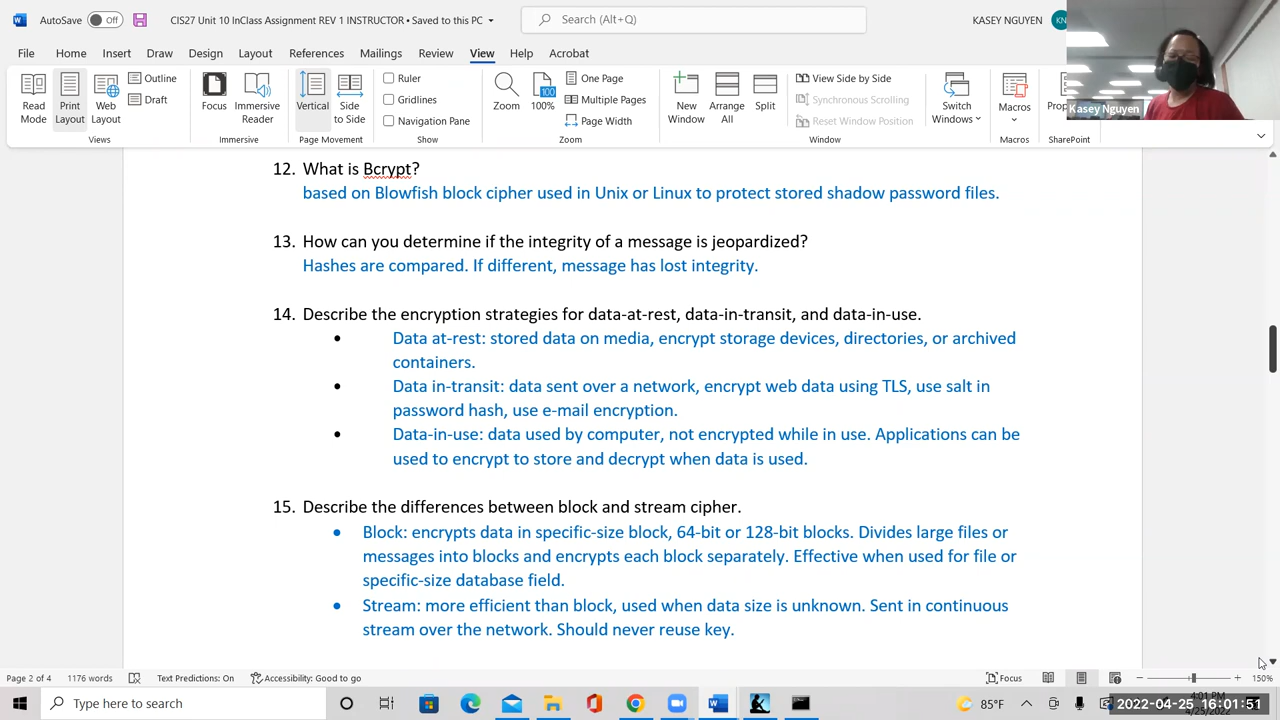 AutoSave Off CIS27 Unit 10 InClass Assignment REV 1 INSTRUCTOR • Saved to this PC Search (Alt+Q) KASEY NGUYEN KN
File Home Insert Draw Design Layout References Mailings Review View Help Acrobat
Read Mode Print Layout Web Layout Outline Draft Views
Focus Immersive Reader Immersive
Vertical Side to Side Page Movement
Ruler Gridlines Navigation Pane Show
Zoom 100% One Page Multiple Pages Page Width Zoom
New Window Arrange All Split View Side by Side Synchronous Scrolling Reset Window Position Switch Windows Window
Macros Macros
SharePoint
Kasey Nguyen
12. What is Bcrypt?
based on Blowfish block cipher used in Unix or Linux to protect stored shadow password files.
13. How can you determine if the integrity of a message is jeopardized?
Hashes are compared. If different, message has lost integrity.
14. Describe the encryption strategies for data-at-rest, data-in-transit, and data-in-use.
• Data at-rest: stored data on media, encrypt storage devices, directories, or archived
containers.
• Data in-transit: data sent over a network, encrypt web data using TLS, use salt in
password hash, use e-mail encryption.
• Data-in-use: data used by computer, not encrypted while in use. Applications can be
used to encrypt to store and decrypt when data is used.
15. Describe the differences between block and stream cipher.
• Block: encrypts data in specific-size block, 64-bit or 128-bit blocks. Divides large files or
messages into blocks and encrypts each block separately. Effective when used for file or
specific-size database field.
• Stream: more efficient than block, used when data size is unknown. Sent in continuous
stream over the network. Should never reuse key.
Page 2 of 4 1176 words Text Predictions: On Accessibility: Good to go Focus 150%
Type here to search 85°F 4:01 PM
2022-04-25 16:01:51